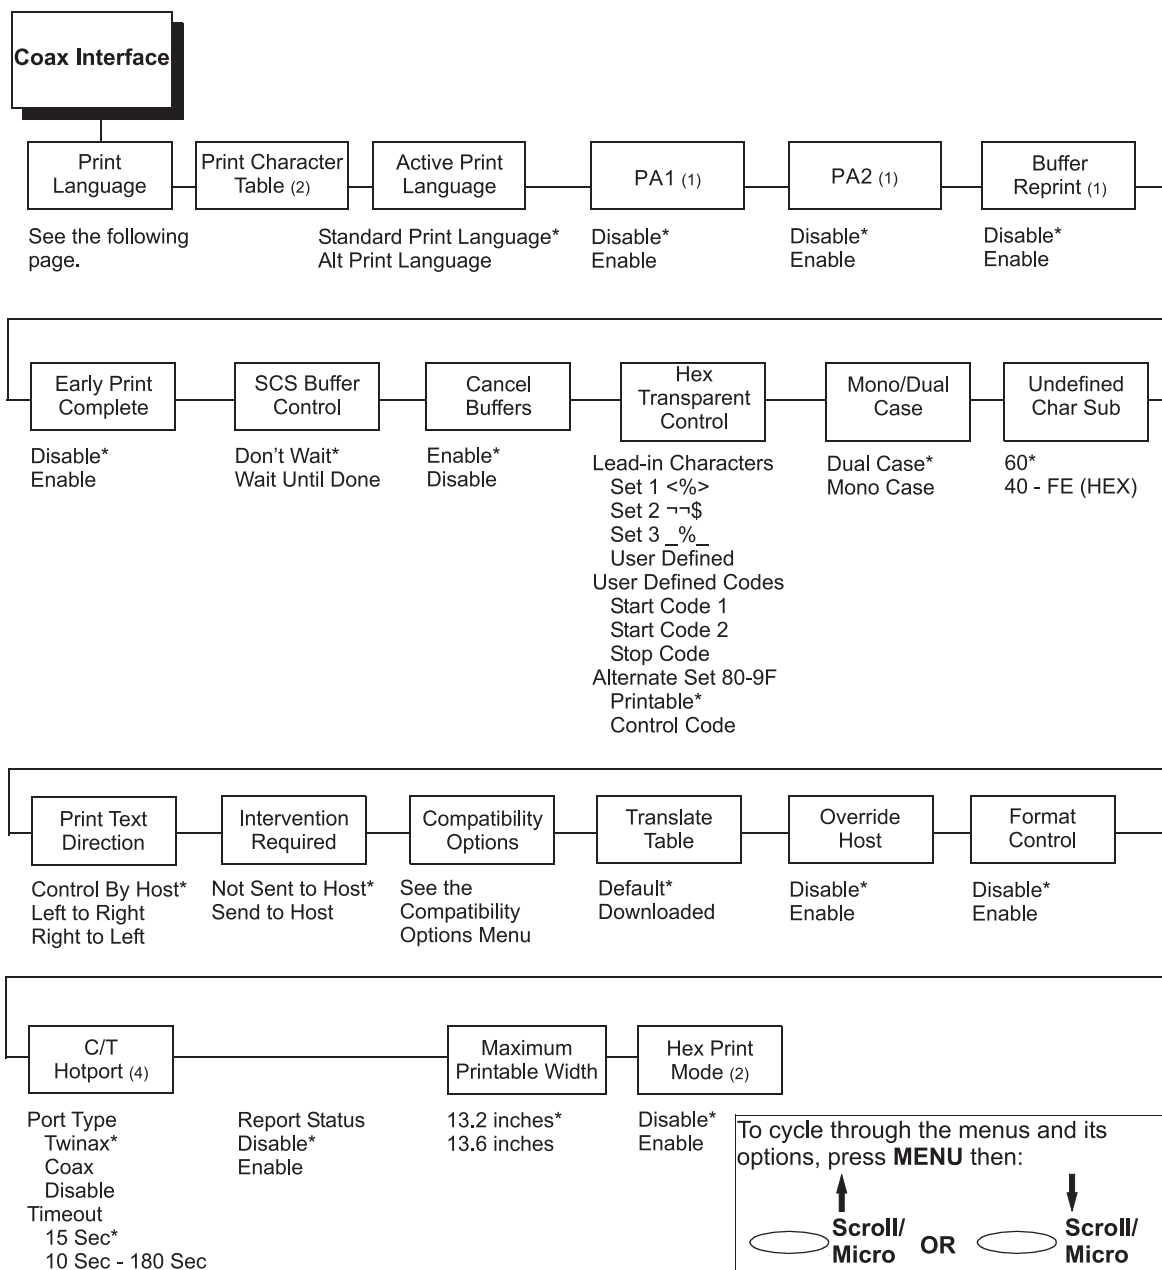 Coax Interface
Print
Language
Print Character
Table (2)
Active Print
Language
PA1 (1)
PA2 (1)
Buffer
Reprint (1)
See the following
page.
Standard Print Language*
Alt Print Language
Disable*
Enable
Disable*
Enable
Disable*
Enable
Early Print
Complete
SCS Buffer
Control
Cancel
Buffers
Hex
Transparent
Control
Mono/Dual
Case
Undefined
Char Sub
Disable*
Enable
Don't Wait*
Wait Until Done
Enable*
Disable
Lead-in Characters
Set 1 <%>
Set 2 ¬¬$
Set 3 _%_
User Defined
User Defined Codes
Start Code 1
Start Code 2
Stop Code
Alternate Set 80-9F
Printable*
Control Code
Dual Case*
Mono Case
60*
40 - FE (HEX)
Print Text
Direction
Intervention
Required
Compatibility
Options
Translate
Table
Override
Host
Format
Control
Control By Host*
Left to Right
Right to Left
Not Sent to Host*
Send to Host
See the
Compatibility
Options Menu
Default*
Downloaded
Disable*
Enable
Disable*
Enable
C/T
Hotport (4)
Maximum
Printable Width
Hex Print
Mode (2)
Port Type
Twinax*
Coax
Disable
Timeout
15 Sec*
10 Sec - 180 Sec
Report Status
Disable*
Enable
13.2 inches*
13.6 inches
Disable*
Enable
To cycle through the menus and its
options, press MENU then:
Scroll/
Micro
OR
Scroll/
Micro